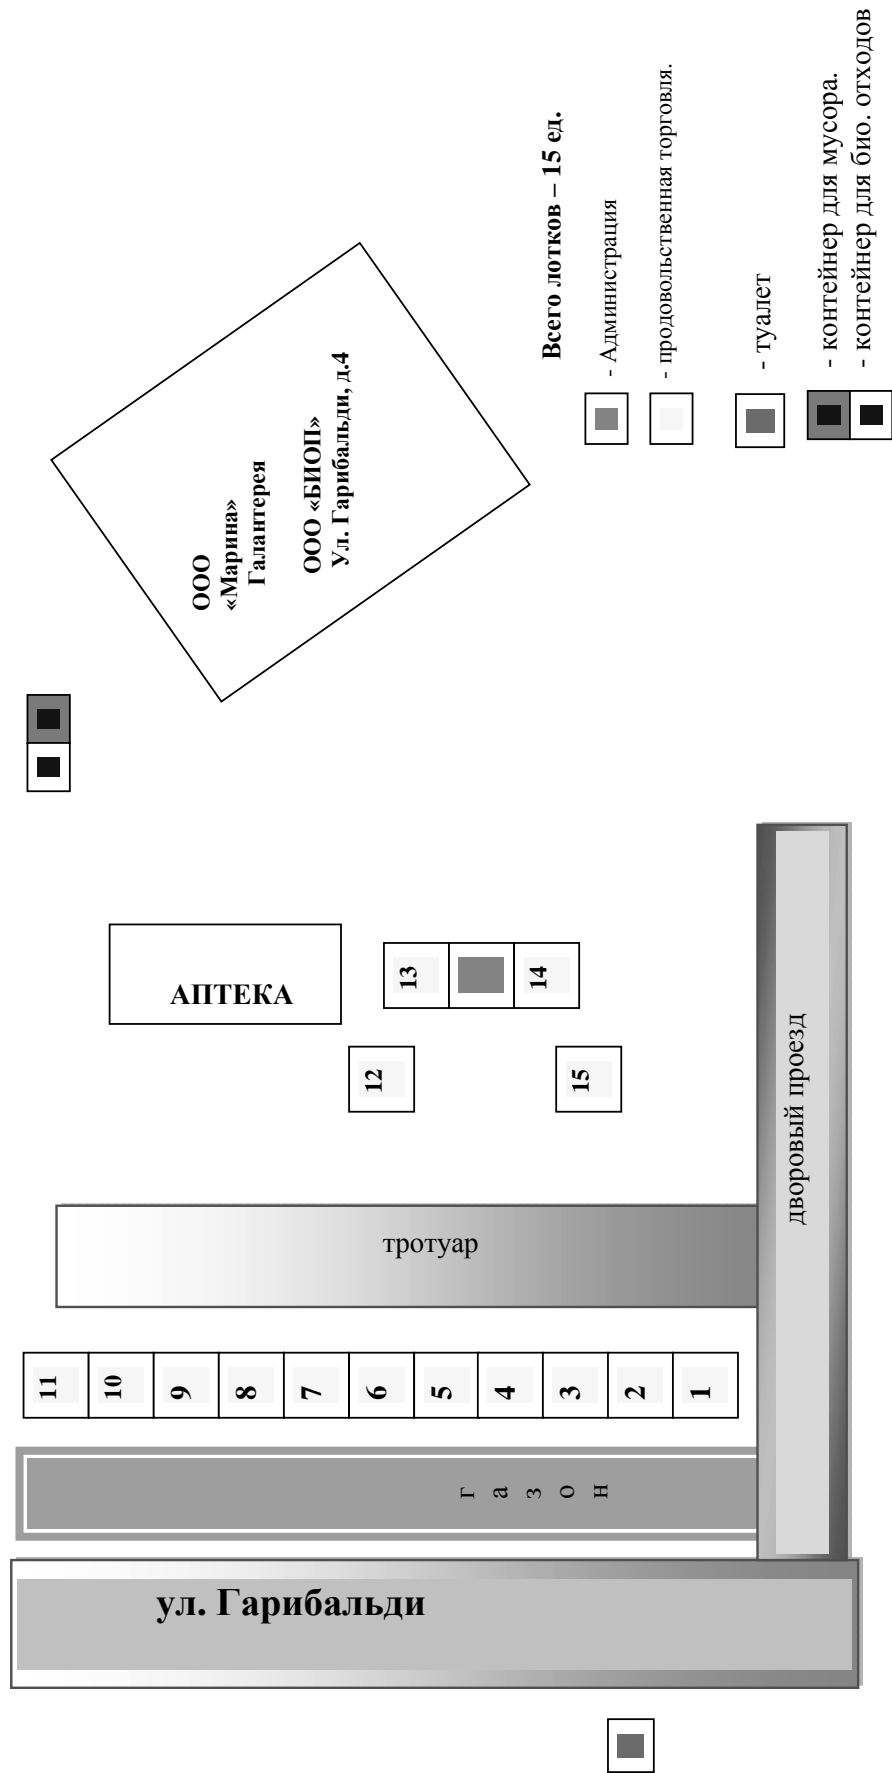 ООО
«Марина»
Галантерея
ООО «БИОП»
Ул. Гарибальди, д.4
Всего лотков – 15 ед.
- Администрация
- продовольственная торговля.
- туалет
- контейнер для мусора.
- контейнер для био. отходов
АПТЕКА
13
14
12
15
дворовый проезд
тротуар
11
10
9
8
7
6
5
4
3
2
1
г
а
з
о
н
ул. Гарибальди